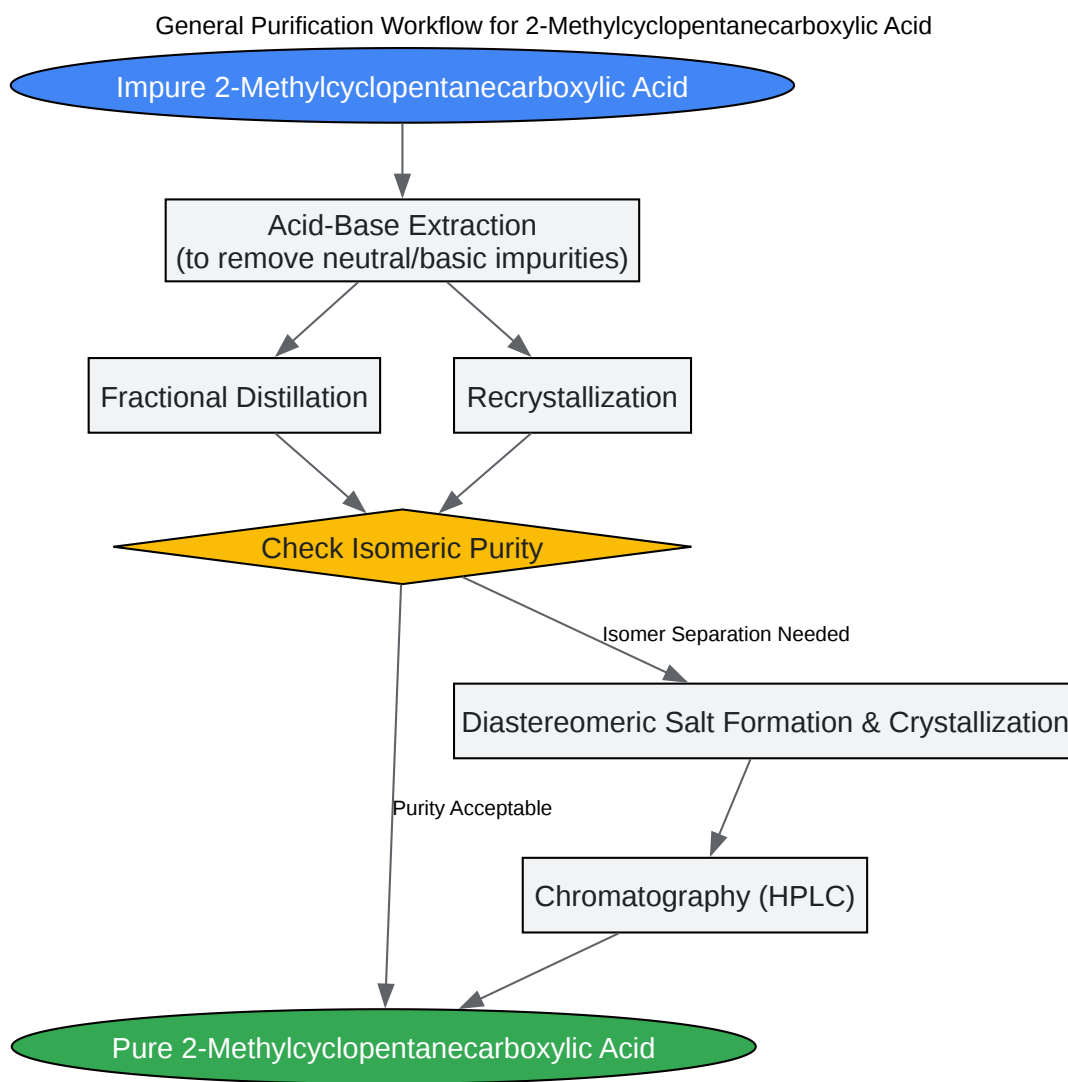 General Purification Workflow for 2-Methylcyclopentanecarboxylic Acid
Impure 2-Methylcyclopentanecarboxylic Acid
Acid-Base Extraction
(to remove neutral/basic impurities)
Fractional Distillation
Recrystallization
Check Isomeric Purity
Isomer Separation Needed
Diastereomeric Salt Formation & Crystallization
Purity Acceptable
Chromatography (HPLC)
Pure 2-Methylcyclopentanecarboxylic Acid